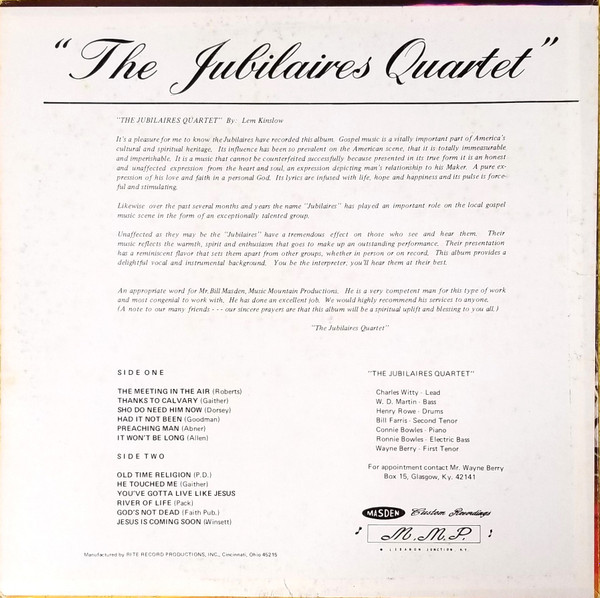 "The Jubilaires Quartet"
"THE JUBILAIRES QUARTET" By: Lem Kinslow
It's a pleasure for me to know the Jubilaires have recorded this album. Gospel music is a vitally important part of America's
cultural and spiritual heritage. Its influence has been so prevalent on the American scene, that it is totally immeasurable
and imperishable. It is a music that cannot be counterfeited successfully because presented in its true form it is an honest
and unaffected expression from the heart and soul, an expression depicting man's relationship to his Maker. A pure ex-
pression of his love and faith in a personal God. Its lyrics are infused with life, hope and happiness and its pulse is force-
ful and stimulating.
Likewise over the past several months and years the name "Jubilaires" has played an important role on the local gospel
music scene in the form of an exceptionally talented group.
Unaffected as they may be the "Jubilaires" have a tremendous effect on those who see and hear them. Their
music reflects the warmth, spirit and enthusiasm that goes to make up an outstanding performance. Their presentation
has a reminiscent flavor that sets them apart from other groups, whether in person or on record. This album provides a
delightful vocal and instrumental background. You be the interpreter; you'll hear them at their best.
An appropriate word for Mr. Bill Masden, Music Mountain Productions. He is a very competent man for this type of work
and most congenial to work with. He has done an excellent job. We would highly recommend his services to anyone.
(A note to our many friends - - - our sincere prayers are that this album will be a spiritual uplift and blessing to you all.)
"The Jubilaires Quartet"
SIDE ONE
THE MEETING IN THE AIR (Roberts)
THANKS TO CALVARY (Gaither)
SHO DO NEED HIM NOW (Dorsey)
HAD IT NOT BEEN (Goodman)
PREACHING MAN (Abner)
IT WON'T BE LONG (Allen)
SIDE TWO
OLD TIME RELIGION (P.D.)
HE TOUCHED ME (Gaither)
YOU'VE GOTTA LIVE LIKE JESUS
RIVER OF LIFE (Pack)
GOD'S NOT DEAD (Faith Pub.)
JESUS IS COMING SOON (Winsett)
"THE JUBILAIRES QUARTET"
Charles Witty - Lead
W. D. Martin - Bass
Henry Rowe - Drums
Bill Farris - Second Tenor
Connie Bowles - Piano
Ronnie Bowles - Electric Bass
Wayne Berry - First Tenor
For appointment contact Mr. Wayne Berry
Box 15, Glasgow, Ky. 42141
MASDEN Custom Recordings
M.M.P.
LEBANON JUNCTION, KY.
Manufactured by RITE RECORD PRODUCTIONS, INC., Cincinnati, Ohio 45215